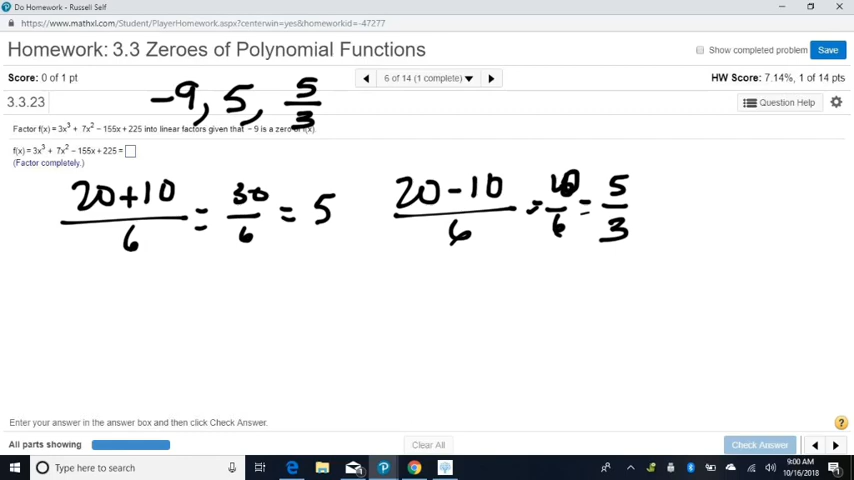 Do Homework - Russell Self
https://www.mathxl.com/Student/PlayerHomework.aspx?centerwin=yes&homeworkid=-47277
Homework: 3.3 Zeroes of Polynomial Functions
Show completed problem
Save
Score: 0 of 1 pt
6 of 14 (1 complete)
HW Score: 7.14%, 1 of 14 pts
3.3.23
-9, 5, 5/3
Question Help
Factor f(x) = 3x³ + 7x² − 155x + 225 into linear factors given that − 9 is a zero of f(x).
f(x) = 3x³ + 7x² − 155x + 225 =
(Factor completely.)
(20+10)/6 = 30/6 = 5
(20-10)/6 = 10/6 = 5/3
Enter your answer in the answer box and then click Check Answer.
All parts showing
Clear All
Check Answer
?
Type here to search
9:00 AM
10/16/2018